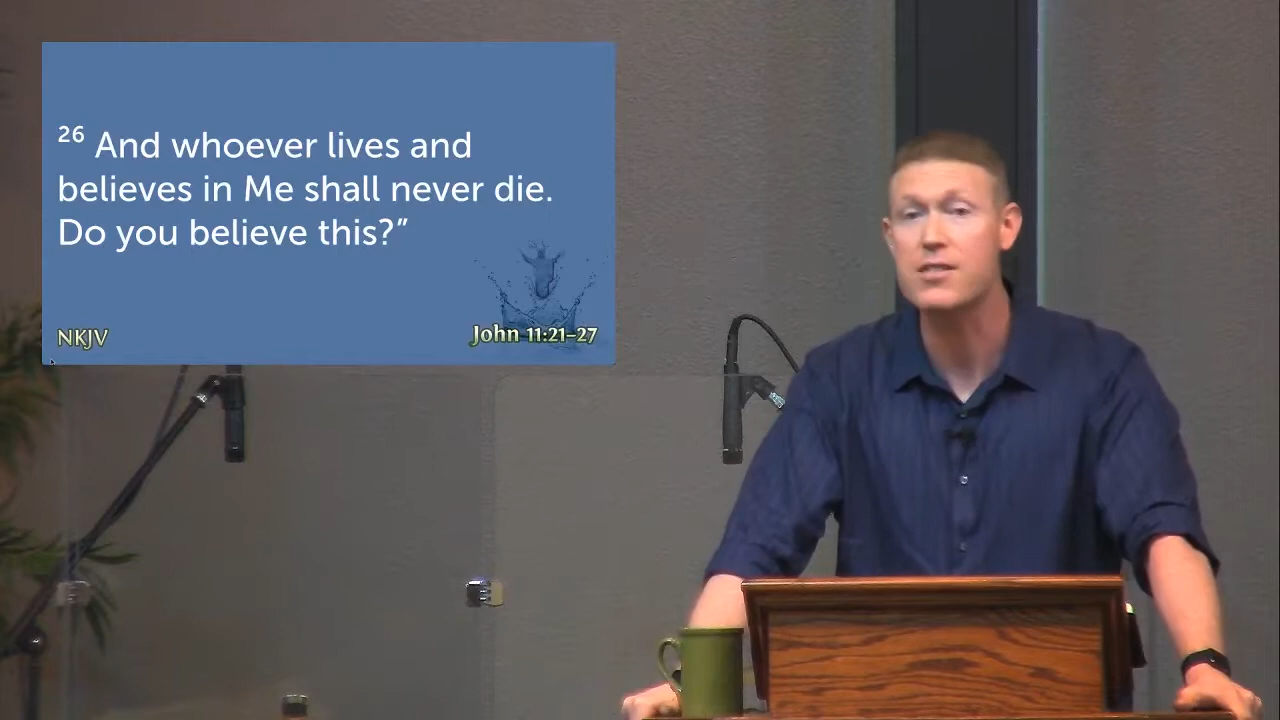 26 And whoever lives and
believes in Me shall never die.
Do you believe this?”
NKJV
John 11:21–27